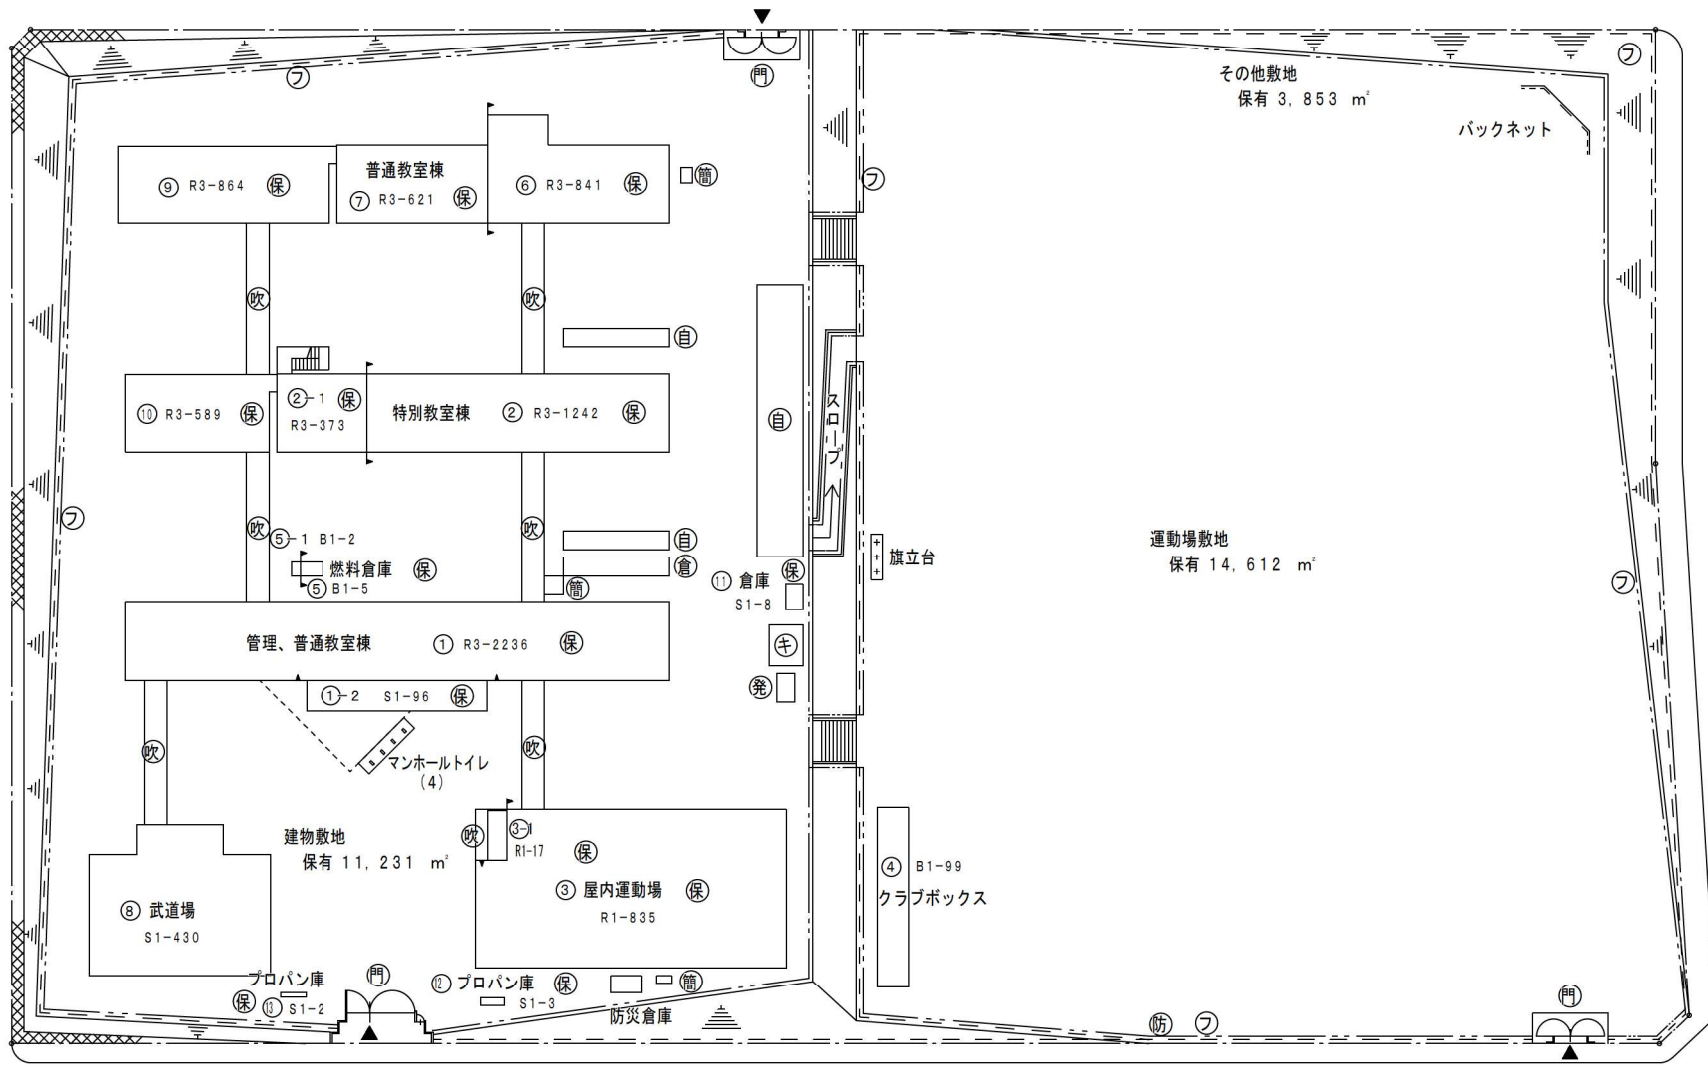 門
フ
フ
その他敷地
保有 3,853 ㎡
バックネット
⑨ R3-864 保
普通教室棟
⑦ R3-621 保
⑥ R3-841 保
簡
フ
吹
吹
自
②-1 保
R3-373
⑩ R3-589 保
特別教室棟 ② R3-1242 保
自
スロープ
フ
吹
吹
⑤-1 B1-2
自
倉
燃料倉庫 保
⑤ B1-5
簡
⑪ 倉庫 保
S1-8
旗立台
運動場敷地
保有 14,612 ㎡
フ
管理、普通教室棟 ① R3-2236 保
キ
①-2 S1-96 保
発
吹
吹
マンホールトイレ
(4)
建物敷地
保有 11,231 ㎡
吹
③-1
R1-17
保
③ 屋内運動場 保
R1-835
④ B1-99
クラブボックス
⑧ 武道場
S1-430
プロパン庫
保 ⑬ S1-2
門
⑫ プロパン庫 保
S1-3
簡
防災倉庫
防 フ
門